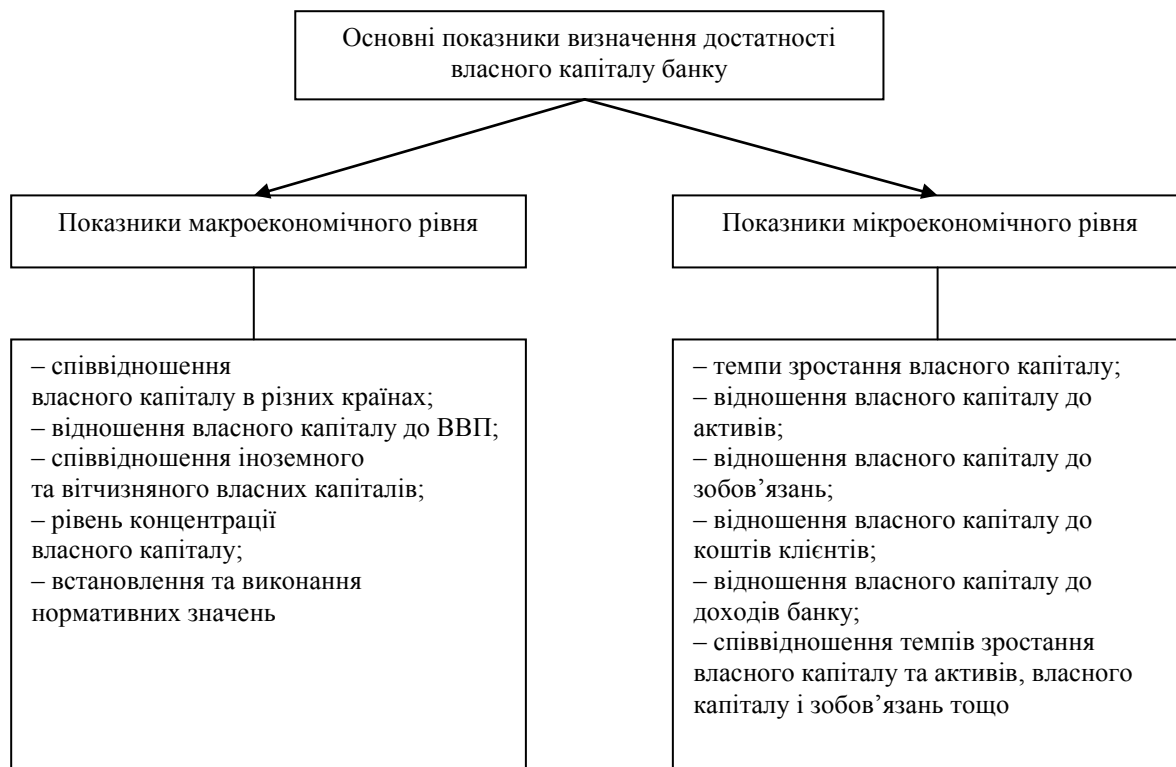 Основні показники визначення достатності
власного капіталу банку
Показники макроекономічного рівня
Показники мікроекономічного рівня
– співвідношення
власного капіталу в різних країнах;
– відношення власного капіталу до ВВП;
– співвідношення іноземного
та вітчизняного власних капіталів;
– рівень концентрації
власного капіталу;
– встановлення та виконання
нормативних значень
– темпи зростання власного капіталу;
– відношення власного капіталу до
активів;
– відношення власного капіталу до
зобов’язань;
– відношення власного капіталу до
коштів клієнтів;
– відношення власного капіталу до
доходів банку;
– співвідношення темпів зростання
власного капіталу та активів, власного
капіталу і зобов’язань тощо